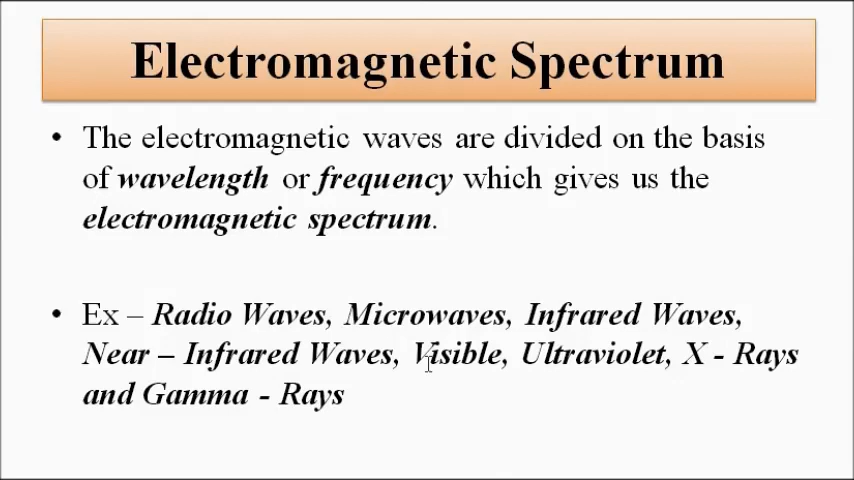 Electromagnetic Spectrum
• The electromagnetic waves are divided on the basis
of wavelength or frequency which gives us the
electromagnetic spectrum.
• Ex – Radio Waves, Microwaves, Infrared Waves,
Near – Infrared Waves, Visible, Ultraviolet, X - Rays
and Gamma - Rays